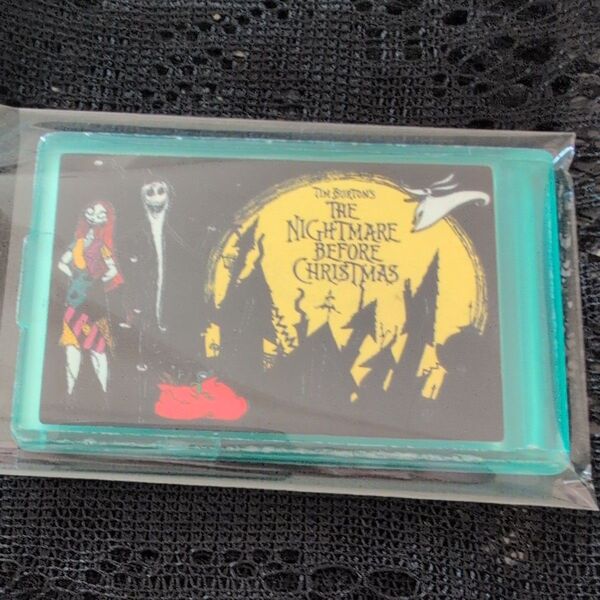 TIM BURTON'S
THE
NIGHTMARE
BEFORE
CHRISTMAS